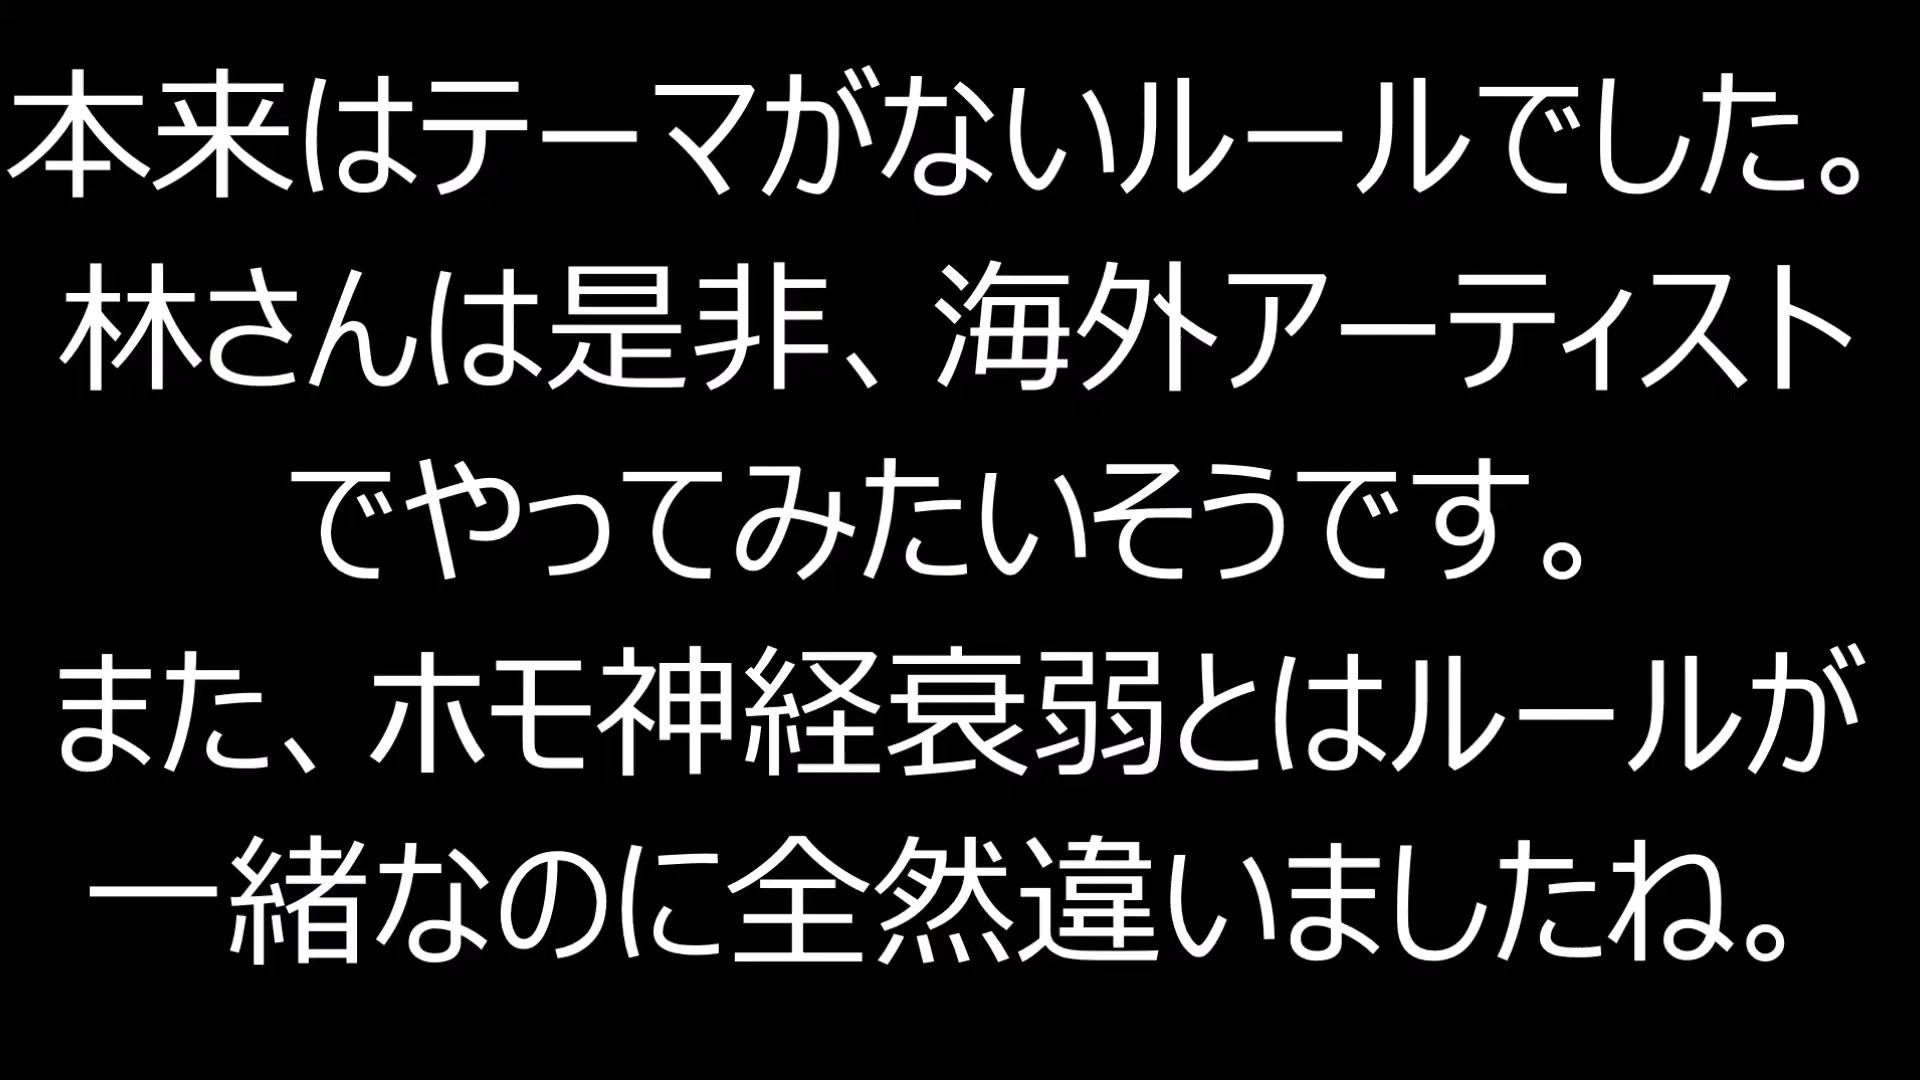 本来はテーマがないルールでした。
林さんは是非、海外アーティスト
でやってみたいそうです。
また、ホモ神経衰弱とはルールが
一緒なのに全然違いましたね。